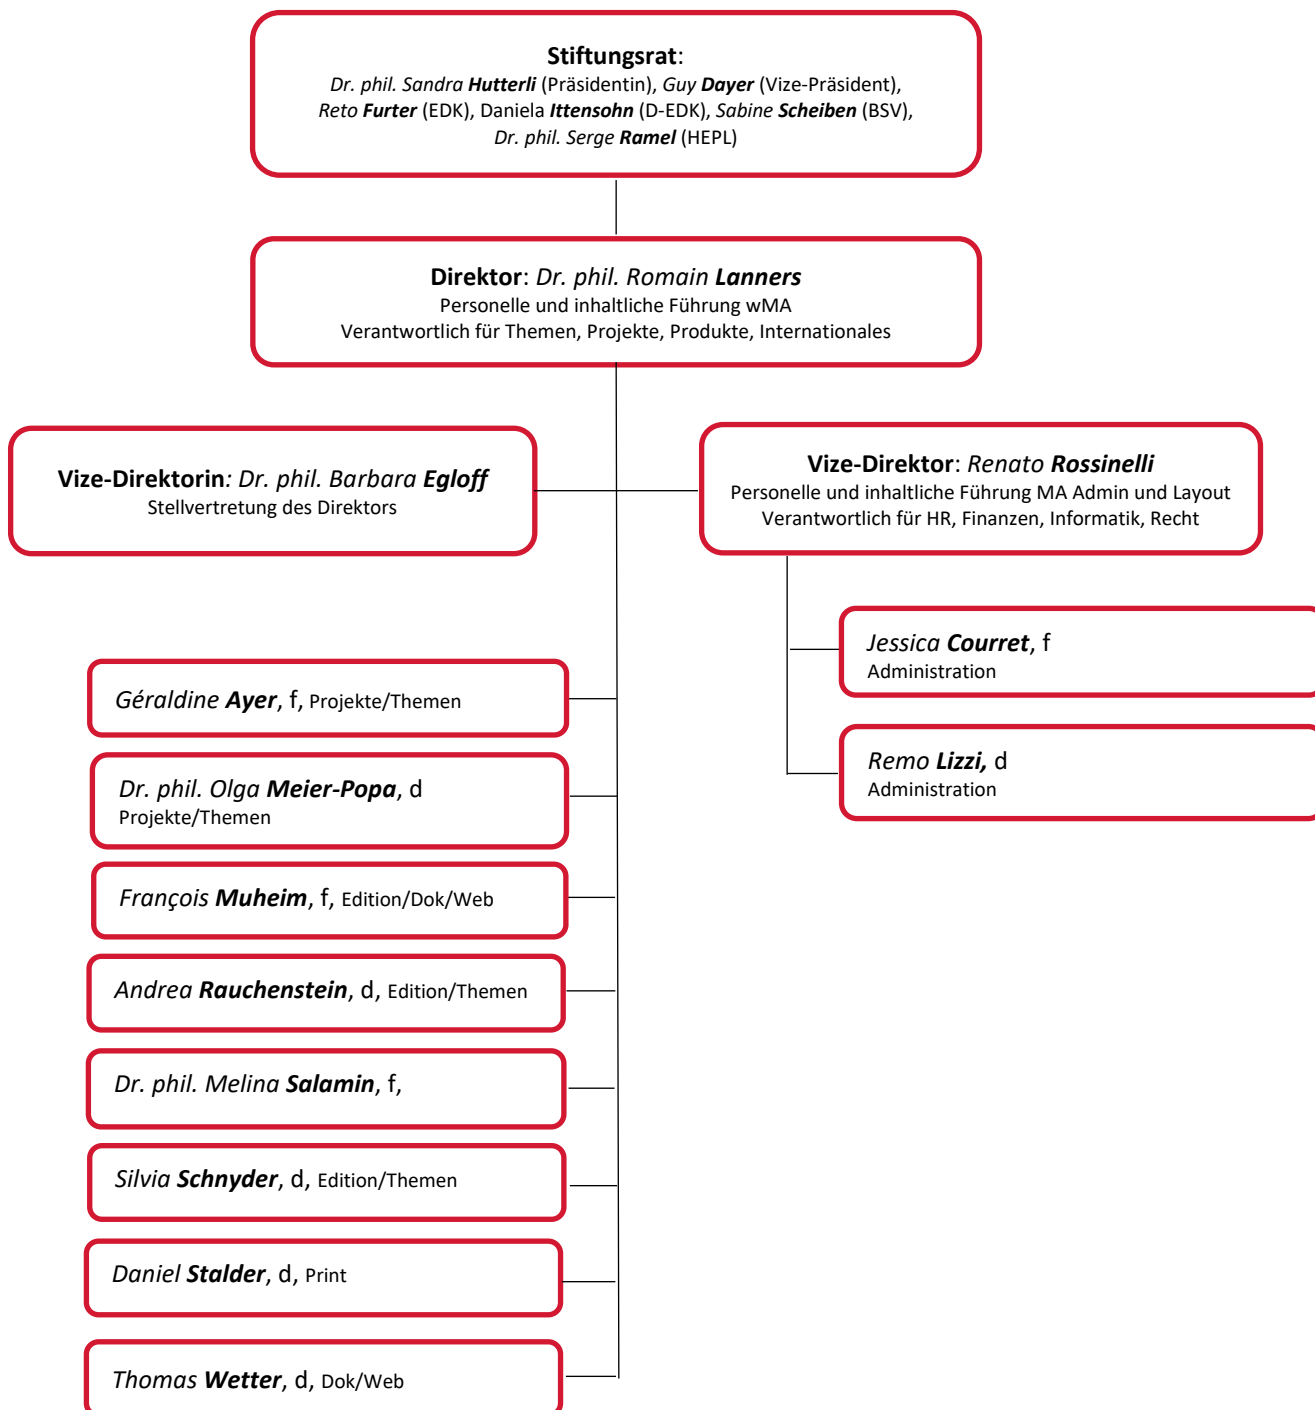 Stiftungsrat:
Dr. phil. Sandra Hutterli (Präsidentin), Guy Dayer (Vize-Präsident),
Reto Furter (EDK), Daniela Ittensohn (D-EDK), Sabine Scheiben (BSV),
Dr. phil. Serge Ramel (HEPL)
Direktor: Dr. phil. Romain Lanners
Personelle und inhaltliche Führung wMA
Verantwortlich für Themen, Projekte, Produkte, Internationales
Vize-Direktorin: Dr. phil. Barbara Egloff
Stellvertretung des Direktors
Vize-Direktor: Renato Rossinelli
Personelle und inhaltliche Führung MA Admin und Layout
Verantwortlich für HR, Finanzen, Informatik, Recht
Jessica Courret, f
Administration
Remo Lizzi, d
Administration
Géraldine Ayer, f, Projekte/Themen
Dr. phil. Olga Meier-Popa, d
Projekte/Themen
François Muheim, f, Edition/Dok/Web
Andrea Rauchenstein, d, Edition/Themen
Dr. phil. Melina Salamin, f,
Silvia Schnyder, d, Edition/Themen
Daniel Stalder, d, Print
Thomas Wetter, d, Dok/Web